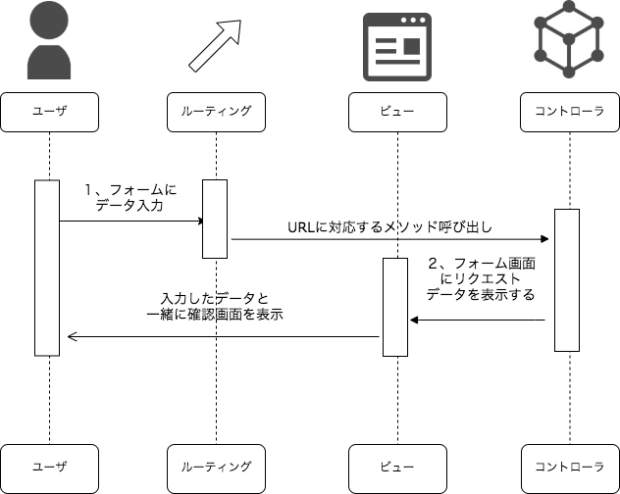 ユーザ
ルーティング
ビュー
コントローラ
１、フォームに
データ入力
URLに対応するメソッド呼び出し
２、フォーム画面
にリクエスト
データを表示する
入力したデータと
一緒に確認画面を表示
ユーザ
ルーティング
ビュー
コントローラ